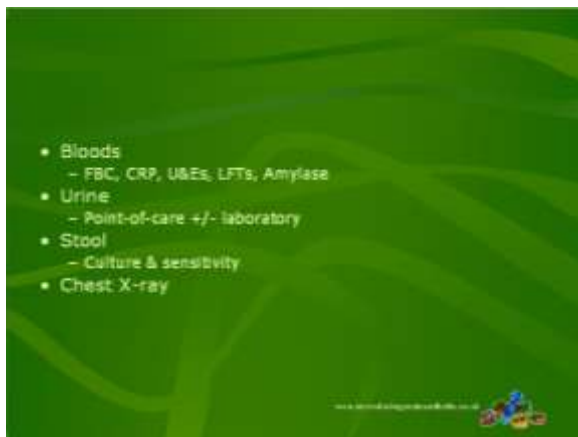 • Bloods
– FBC, CRP, U&Es, LFTs, Amylase
• Urine
– Point-of-care +/- laboratory
• Stool
– Culture & sensitivity
• Chest X-ray